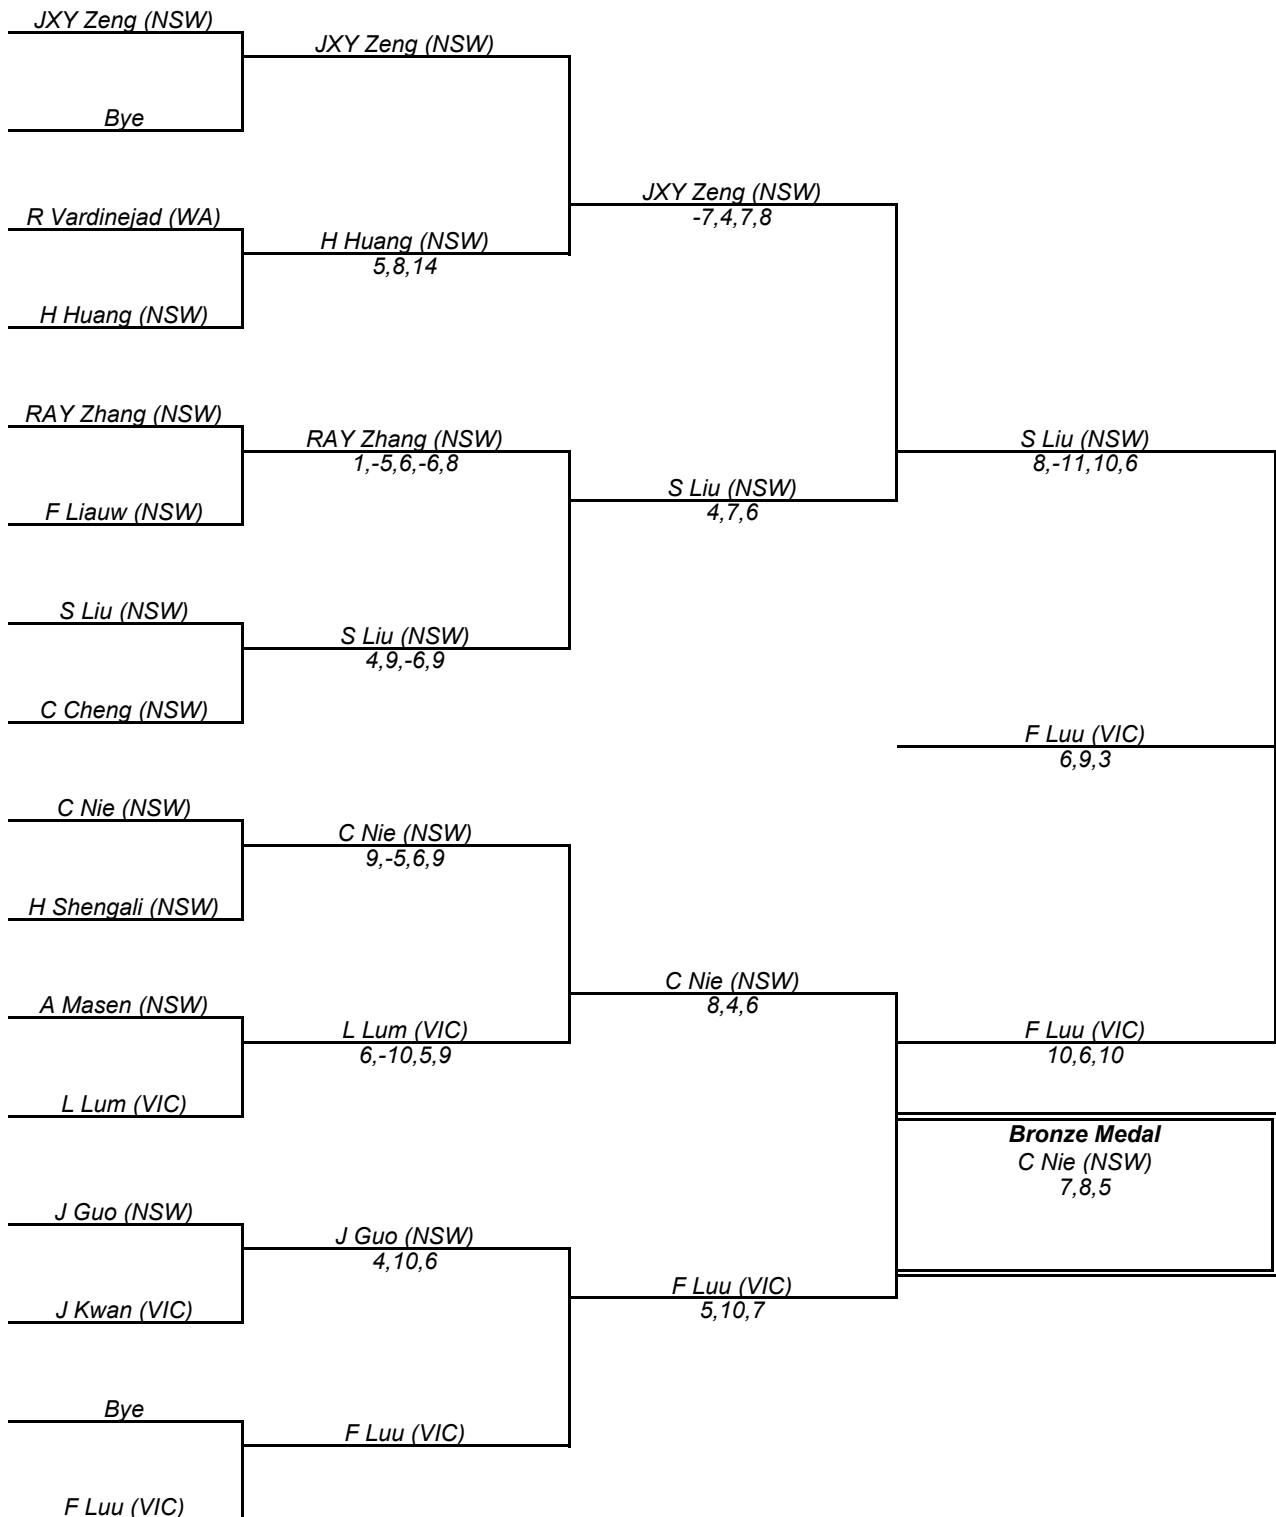 JXY Zeng (NSW)
JXY Zeng (NSW)
Bye
JXY Zeng (NSW)
-7,4,7,8
R Vardinejad (WA)
H Huang (NSW)
5,8,14
H Huang (NSW)
RAY Zhang (NSW)
RAY Zhang (NSW)
1,-5,6,-6,8
S Liu (NSW)
8,-11,10,6
F Liauw (NSW)
S Liu (NSW)
4,7,6
S Liu (NSW)
S Liu (NSW)
4,9,-6,9
C Cheng (NSW)
F Luu (VIC)
6,9,3
C Nie (NSW)
C Nie (NSW)
9,-5,6,9
H Shengali (NSW)
C Nie (NSW)
8,4,6
A Masen (NSW)
L Lum (VIC)
6,-10,5,9
F Luu (VIC)
10,6,10
L Lum (VIC)
Bronze Medal
C Nie (NSW)
7,8,5
J Guo (NSW)
J Guo (NSW)
4,10,6
F Luu (VIC)
5,10,7
J Kwan (VIC)
Bye
F Luu (VIC)
F Luu (VIC)